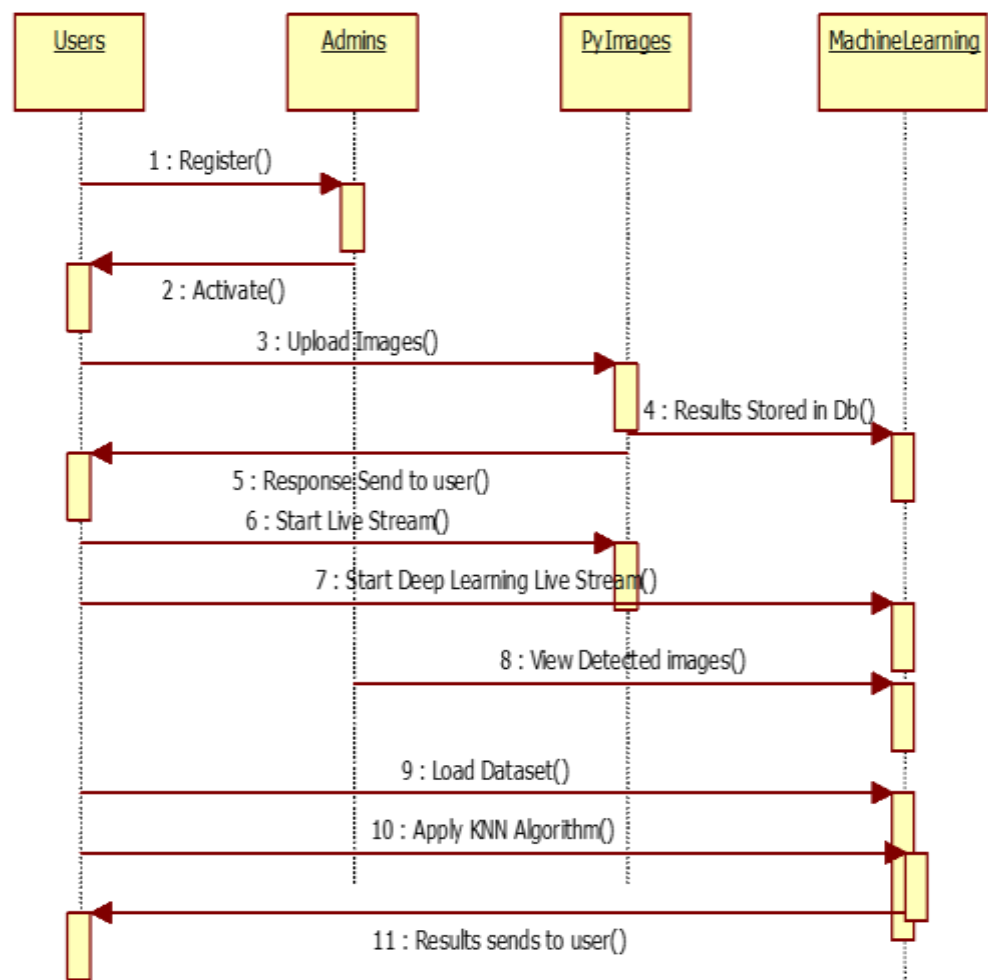 Users
Admins
PyImages
MachineLearning
1 : Register()
2 : Activate()
3 : Upload Images()
4 : Results Stored in Db()
5 : Response Send to user()
6 : Start Live Stream()
7 : Start Deep Learning Live Stream()
8 : View Detected images()
9 : Load Dataset()
10 : Apply KNN Algorithm()
11 : Results sends to user()